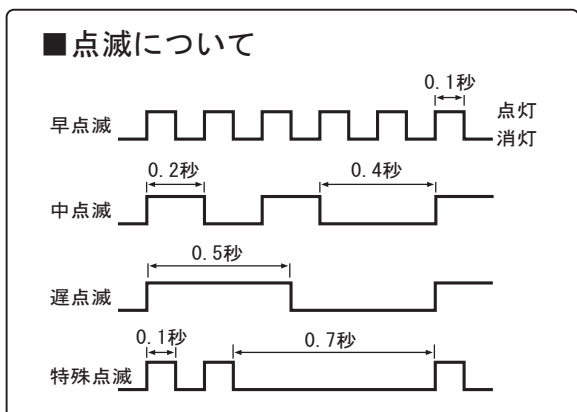 ■点滅について
0.1秒
早点滅
点灯
消灯
0.2秒
0.4秒
中点滅
0.5秒
遅点滅
0.1秒
0.7秒
特殊点滅